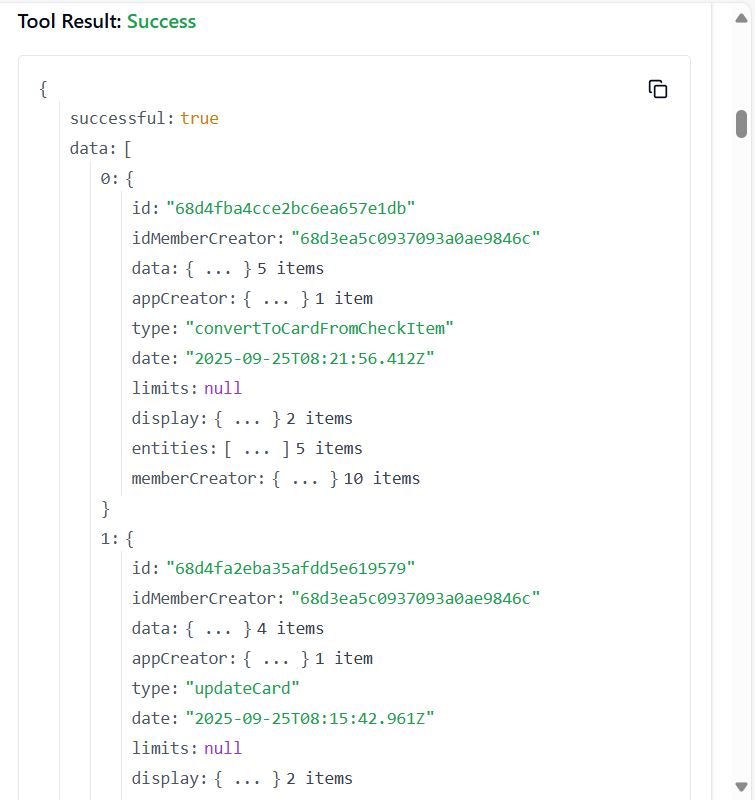 Tool Result: Success
{
successful: true
data: [
0: {
id: "68d4fba4cce2bc6ea657e1db"
idMemberCreator: "68d3ea5c0937093a0ae9846c"
data: { ... } 5 items
appCreator: { ... } 1 item
type: "convertToCardFromCheckItem"
date: "2025-09-25T08:21:56.412Z"
limits: null
display: { ... } 2 items
entities: [ ... ] 5 items
memberCreator: { ... } 10 items
}
1: {
id: "68d4fa2eba35afdd5e619579"
idMemberCreator: "68d3ea5c0937093a0ae9846c"
data: { ... } 4 items
appCreator: { ... } 1 item
type: "updateCard"
date: "2025-09-25T08:15:42.961Z"
limits: null
display: { ... } 2 items